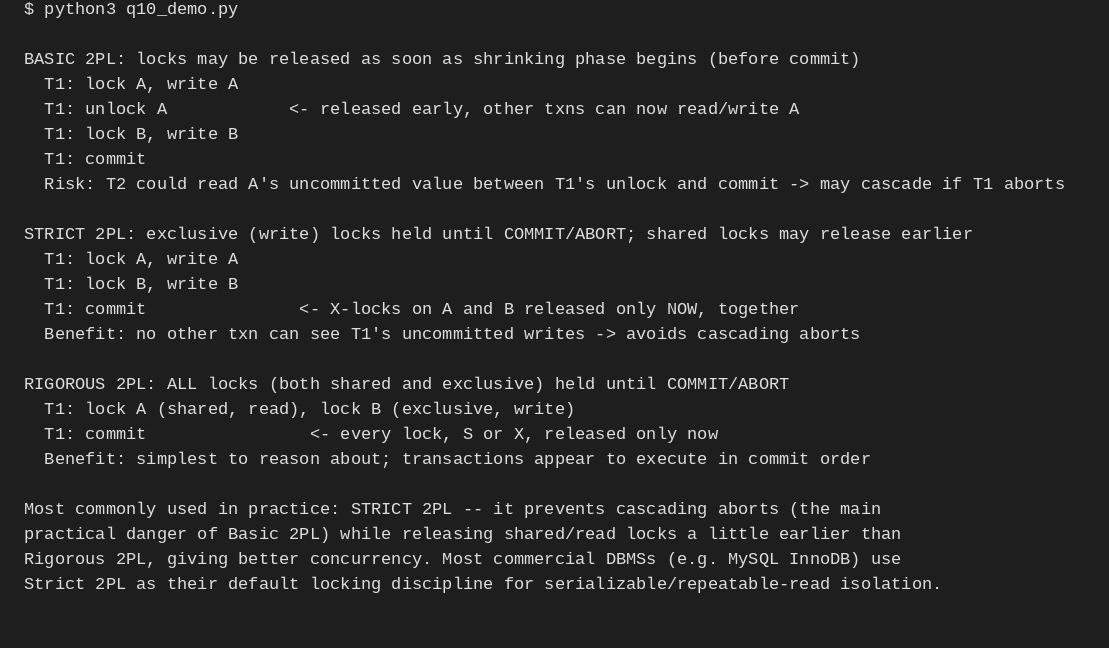 $ python3 q10_demo.py
BASIC 2PL: locks may be released as soon as shrinking phase begins (before commit)
T1: lock A, write A
T1: unlock A            <- released early, other txns can now read/write A
T1: lock B, write B
T1: commit
Risk: T2 could read A's uncommitted value between T1's unlock and commit -> may cascade if T1 aborts
STRICT 2PL: exclusive (write) locks held until COMMIT/ABORT; shared locks may release earlier
T1: lock A, write A
T1: lock B, write B
T1: commit               <- X-locks on A and B released only NOW, together
Benefit: no other txn can see T1's uncommitted writes -> avoids cascading aborts
RIGOROUS 2PL: ALL locks (both shared and exclusive) held until COMMIT/ABORT
T1: lock A (shared, read), lock B (exclusive, write)
T1: commit                <- every lock, S or X, released only now
Benefit: simplest to reason about; transactions appear to execute in commit order
Most commonly used in practice: STRICT 2PL -- it prevents cascading aborts (the main
practical danger of Basic 2PL) while releasing shared/read locks a little earlier than
Rigorous 2PL, giving better concurrency. Most commercial DBMSs (e.g. MySQL InnoDB) use
Strict 2PL as their default locking discipline for serializable/repeatable-read isolation.